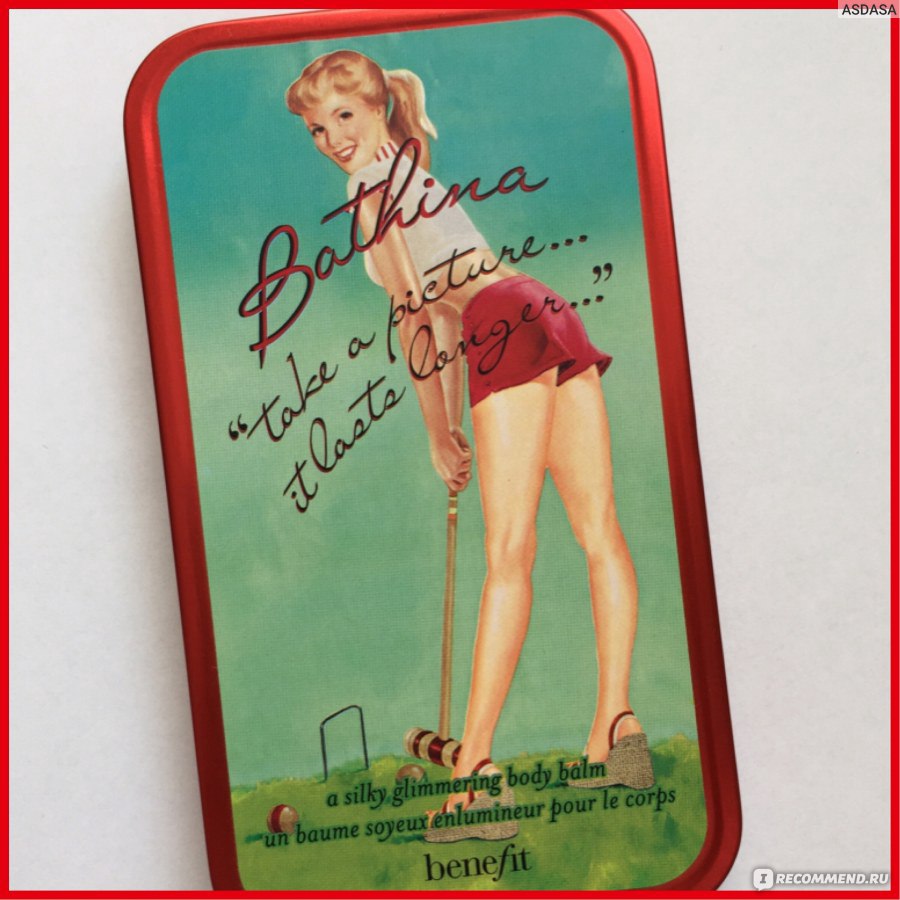 ASDASA
Bathina
“take a picture...
it lasts longer...”
a silky glimmering body balm
un baume soyeux enlumineur pour le corps
benefit
IRECOMMEND.RU